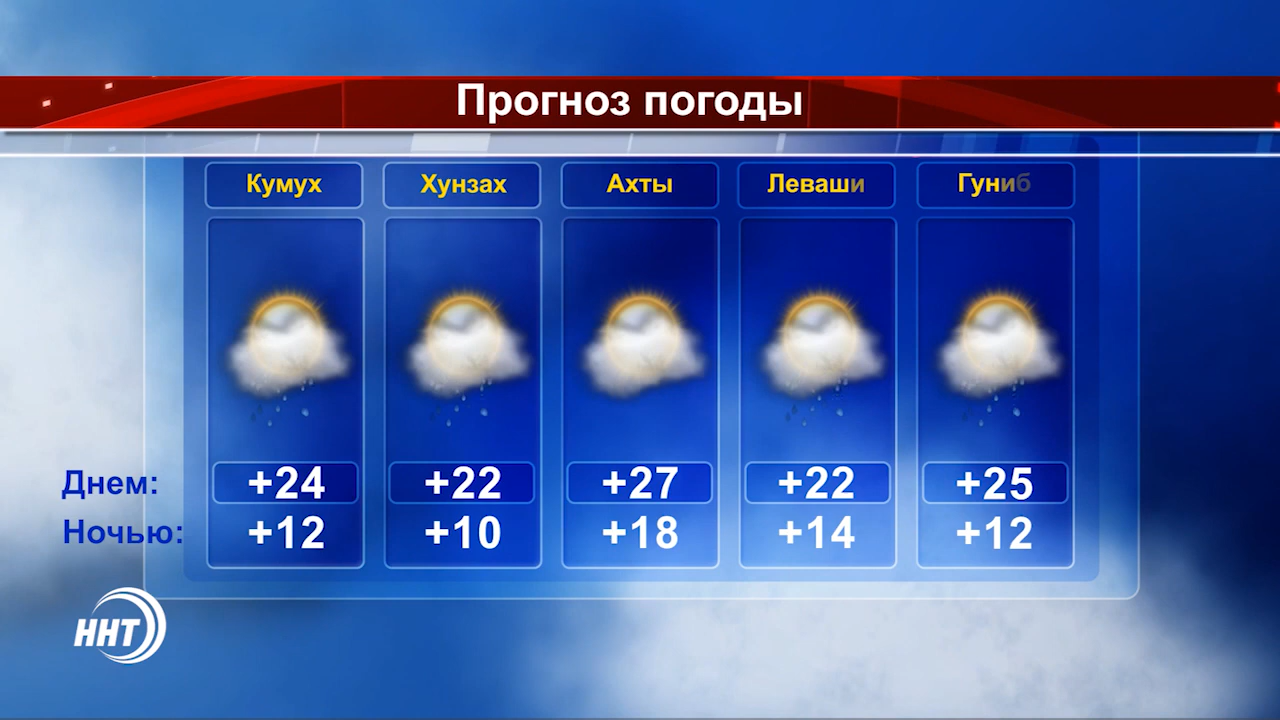 Прогноз погоды
Кумух Хунзах Ахты Леваши Гуниб
Днем: +24 +22 +27 +22 +25
Ночью: +12 +10 +18 +14 +12
ННТ